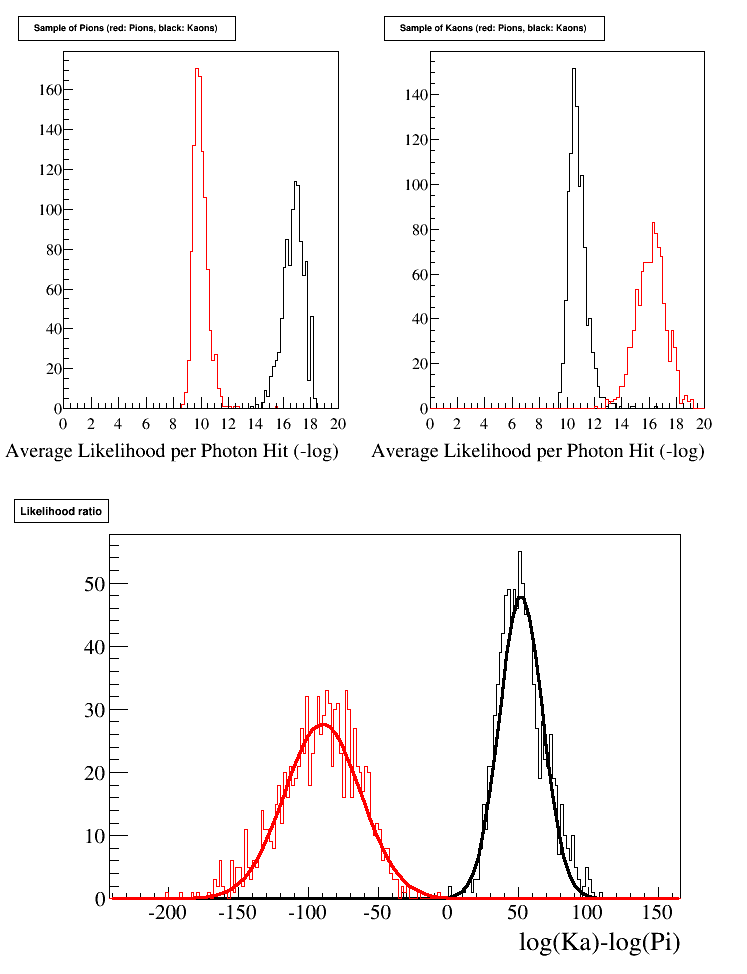 Sample of Pions (red: Pions, black: Kaons)
160
140
120
100
80
60
40
20
0
0 2 4 6 8 10 12 14 16 18 20
Average Likelihood per Photon Hit (-log)
Sample of Kaons (red: Pions, black: Kaons)
140
120
100
80
60
40
20
0
0 2 4 6 8 10 12 14 16 18 20
Average Likelihood per Photon Hit (-log)
Likelihood ratio
50
40
30
20
10
0
-200 -150 -100 -50 0 50 100 150
log(Ka)-log(Pi)